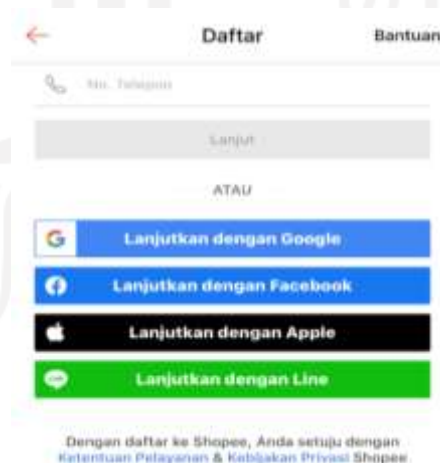 Daftar Bantuan
No. Telepon
Lanjut
ATAU
Lanjutkan dengan Google
Lanjutkan dengan Facebook
Lanjutkan dengan Apple
Lanjutkan dengan Line
Dengan daftar ke Shopee, Anda setuju dengan
Ketentuan Pelayanan & Kebijakan Privasi Shopee